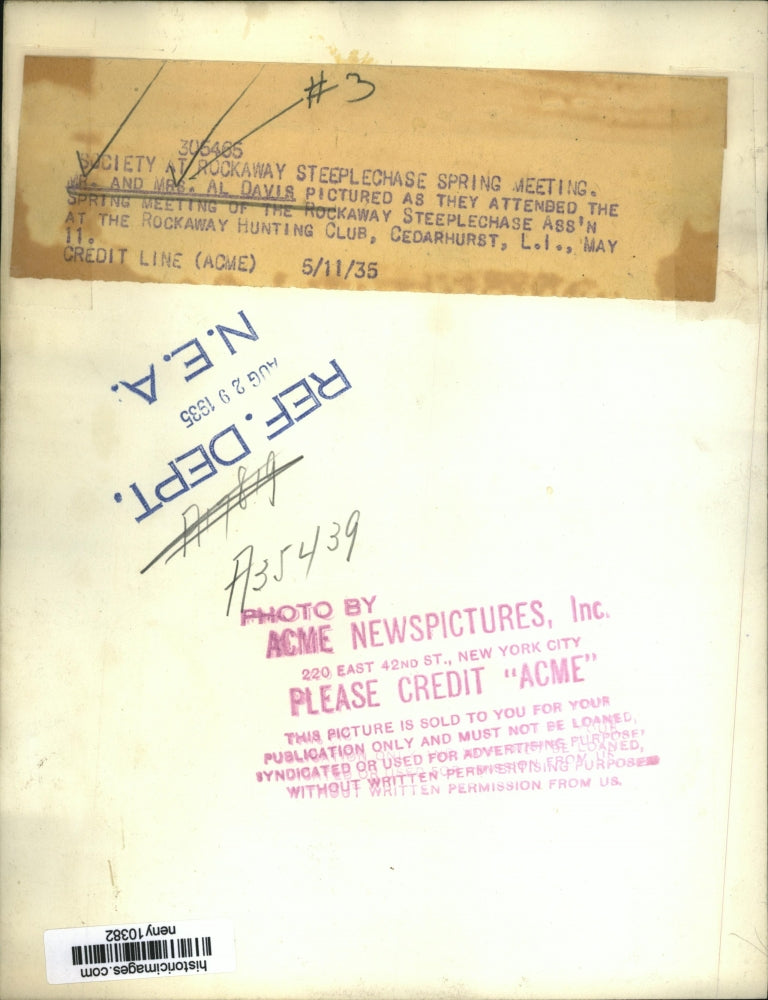 #3
305465
SOCIETY AT ROCKAWAY STEEPLECHASE SPRING MEETING.
MR. AND MRS. AL DAVIS PICTURED AS THEY ATTENDED THE
SPRING MEETING OF THE ROCKAWAY STEEPLECHASE ASS'N
AT THE ROCKAWAY HUNTING CLUB, CEDARHURST, L.I., MAY
11.
CREDIT LINE (ACME) 5/11/35
N.E.A.
AUG 29 1935
REF. DEPT.
A17819
A35439
PHOTO BY
ACME NEWSPICTURES, Inc.
220 EAST 42ND ST., NEW YORK CITY
PLEASE CREDIT "ACME"
THIS PICTURE IS SOLD TO YOU FOR YOUR
PUBLICATION ONLY AND MUST NOT BE LOANED,
SYNDICATED OR USED FOR ADVERTISING PURPOSES
WITHOUT WRITTEN PERMISSION FROM US.
historicimages.com
neny10382